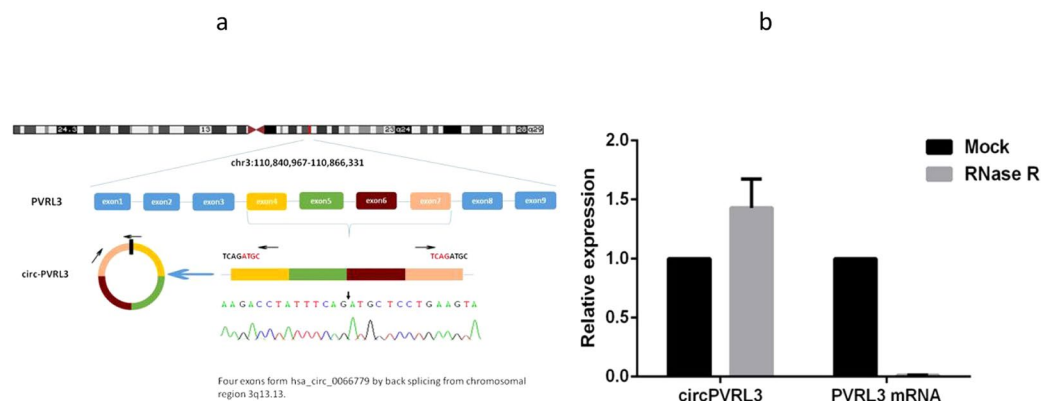 a
b
24.3
13
23
q24
28
q29
chr3:110,840,967-110,866,331
PVRL3
exon1
exon2
exon3
exon4
exon5
exon6
exon7
exon8
exon9
circ-PVRL3
TCAGATGC
TCAGATGC
AAGACCTATTTCAGATGCTCCTGAAGTA
Four exons form hsa_circ_0066779 by back splicing from chromosomal
region 3q13.13.
Relative expression
2.0
1.5
1.0
0.5
0.0
Mock
RNase R
circPVRL3
PVRL3 mRNA